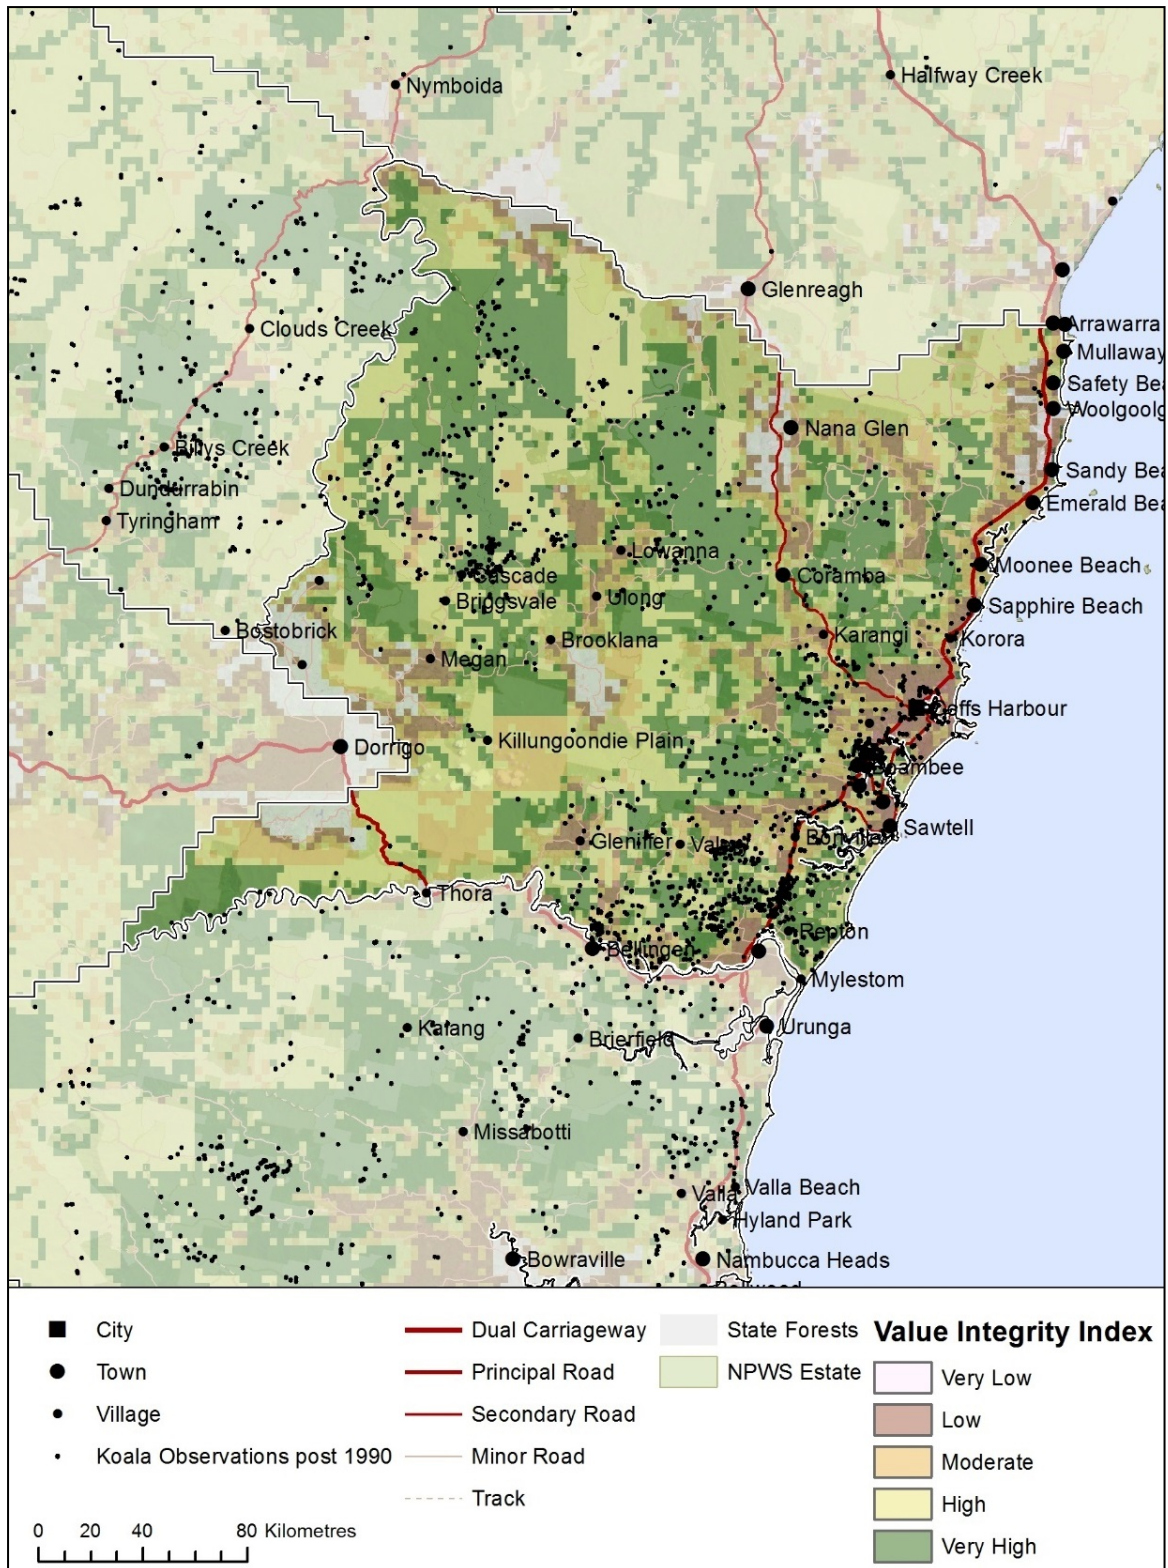 Nymboida
Halfway Creek
Glenreagh
Clouds Creek
Arrawarra
Mullaway
Safety Bea
Woolgoolg
Nana Glen
Billys Creek
Sandy Bea
Dundurrabin
Emerald Bea
Tyringham
Lowanna
Moonee Beach
Cascade
Coramba
Briggsvale
Ulong
Sapphire Beach
Bostobrick
Karangi
Korora
Brooklana
Megan
Coffs Harbour
Dorrigo
Killungoondie Plain
Boambee
Sawtell
Bonville
Gleniffer
Valery
Thora
Repton
Bellingen
Mylestom
Kalang
Urunga
Brierfield
Missabotti
Valla
Valla Beach
Hyland Park
Bowraville
Nambucca Heads
Bellwood
City
Town
Village
Koala Observations post 1990
0 20 40 80 Kilometres
Dual Carriageway
Principal Road
Secondary Road
Minor Road
Track
State Forests
NPWS Estate
Value Integrity Index
Very Low
Low
Moderate
High
Very High